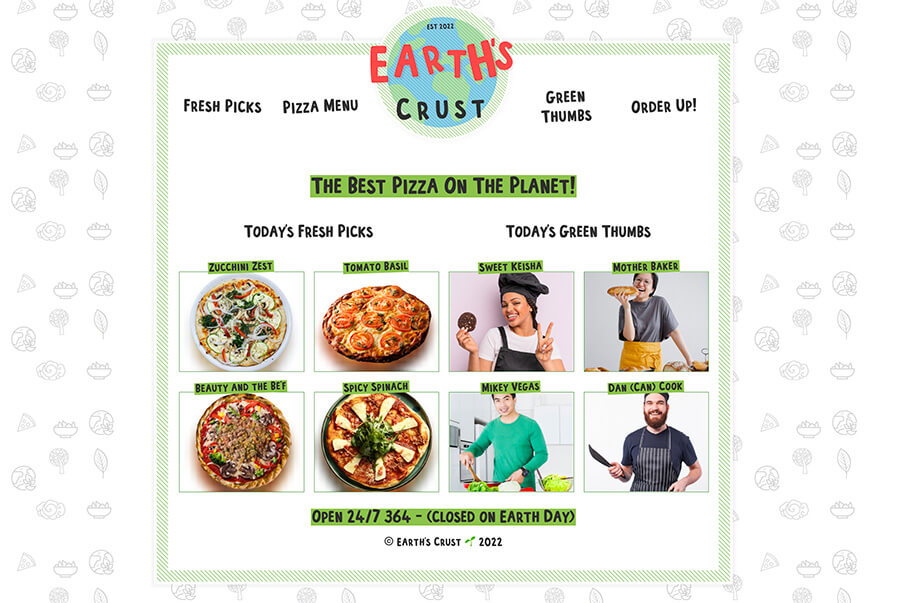 EST 2022
EARTH'S
CRUST
FRESH PICKS
PIZZA MENU
GREEN
THUMBS
ORDER UP!
THE BEST PIZZA ON THE PLANET!
TODAY'S FRESH PICKS
TODAY'S GREEN THUMBS
ZUCCHINI ZEST
TOMATO BASIL
SWEET KEISHA
MOTHER BAKER
BEAUTY AND THE BE'F
SPICY SPINACH
MIKEY VEGAS
DAN (CAN) COOK
OPEN 24/7 364 - (CLOSED ON EARTH DAY)
© EARTH'S CRUST 🌱 2022